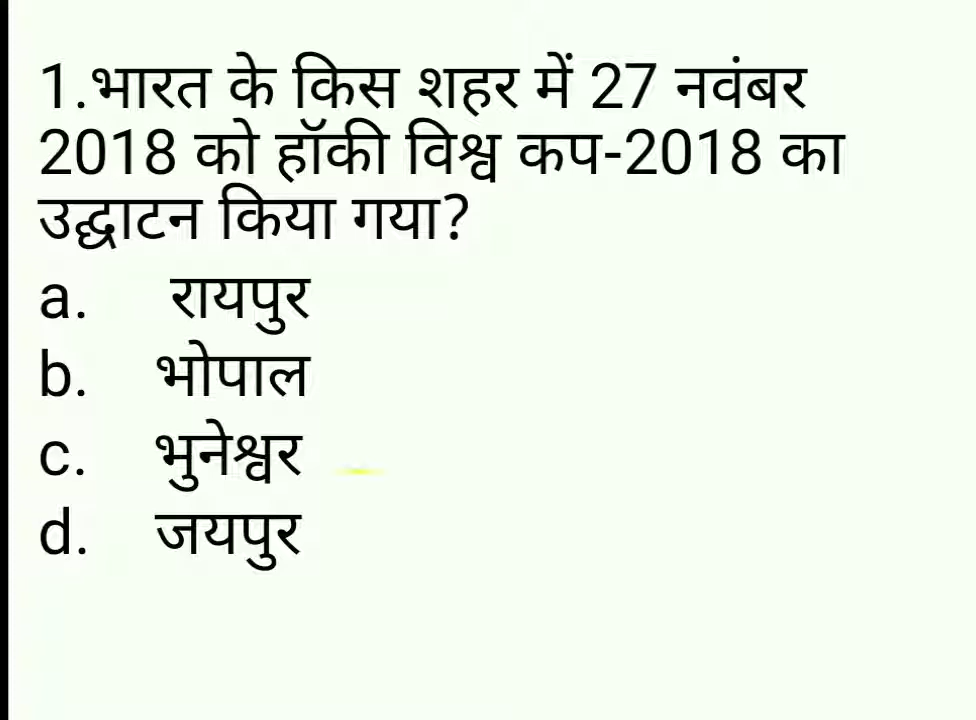 1.भारत के किस शहर में 27 नवंबर
2018 को हॉकी विश्व कप-2018 का
उद्घाटन किया गया?
a. रायपुर
b. भोपाल
c. भुनेश्वर
d. जयपुर